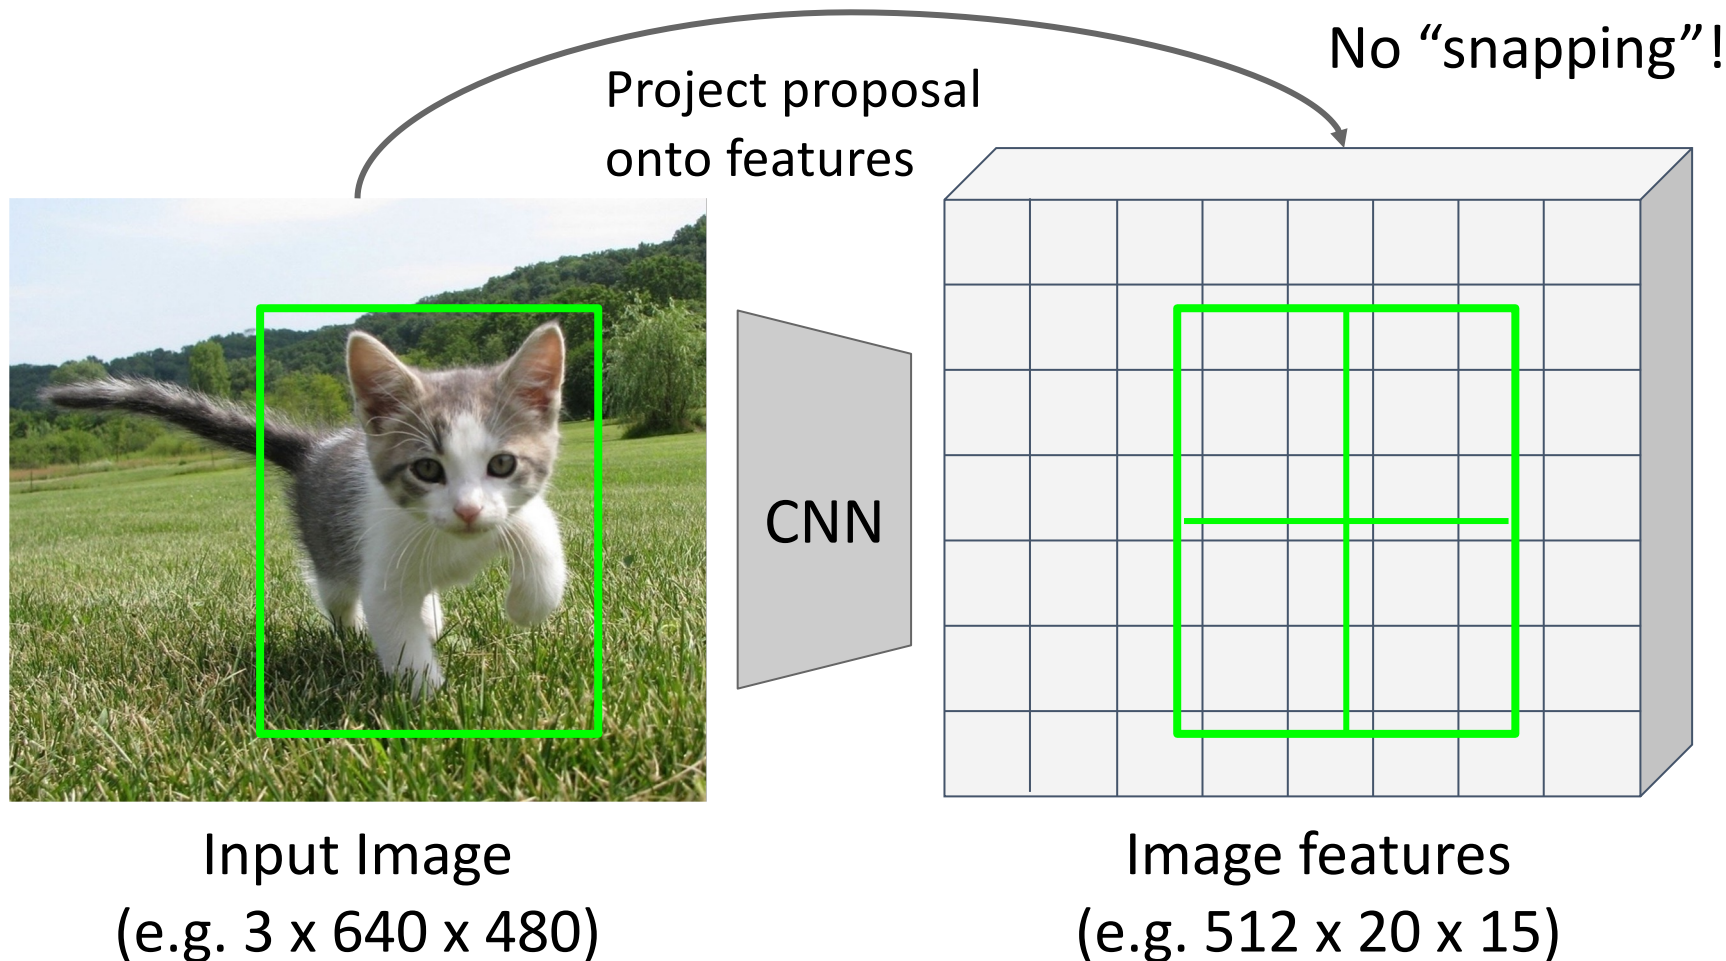 No “snapping”!
Project proposal
onto features
CNN
Input Image
(e.g. 3 x 640 x 480)
Image features
(e.g. 512 x 20 x 15)